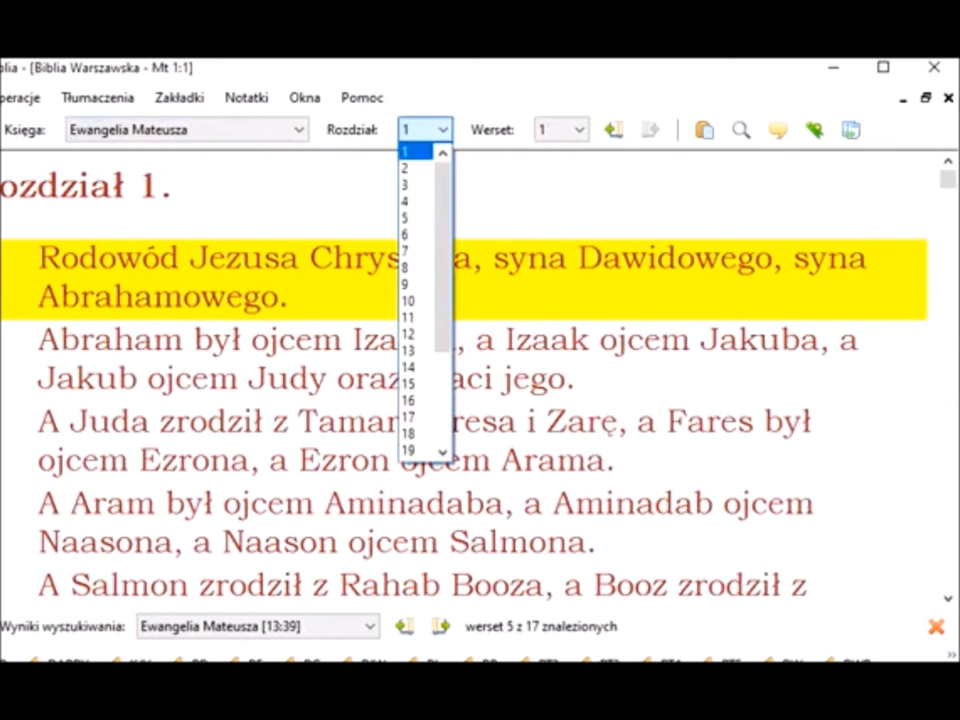 blia - [Biblia Warszawska - Mt 1:1]
peracje Tłumaczenia Zakładki Notatki Okna Pomoc
Księga: Ewangelia Mateusza Rozdział: 1 Werset: 1
1
2
3
4
5
6
7
8
9
10
11
12
13
14
15
16
17
18
19
ozdział 1.
Rodowód Jezusa Chrys a, syna Dawidowego, syna
Abrahamowego.
Abraham był ojcem Iza , a Izaak ojcem Jakuba, a
Jakub ojcem Judy oraz aci jego.
A Juda zrodził z Tamar resa i Zarę, a Fares był
ojcem Ezrona, a Ezron ojcem Arama.
A Aram był ojcem Aminadaba, a Aminadab ojcem
Naasona, a Naason ojcem Salmona.
A Salmon zrodził z Rahab Booza, a Booz zrodził z
Wyniki wyszukiwania: Ewangelia Mateusza [13:39] werset 5 z 17 znalezionych